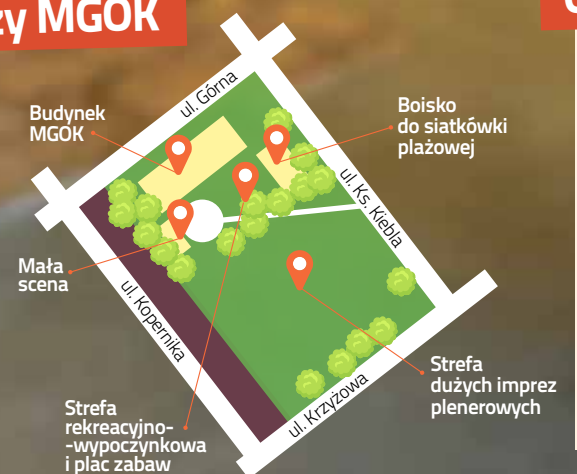 zy MGOK
ul. Górna
Budynek
MGOK
Boisko
do siatkówki
plażowej
ul. Ks. Kiebla
Mała
scena
ul. Kopernika
Strefa
dużych imprez
plenerowych
ul. Krzyżowa
Strefa
rekreacyjno-
-wypoczynkowa
i plac zabaw